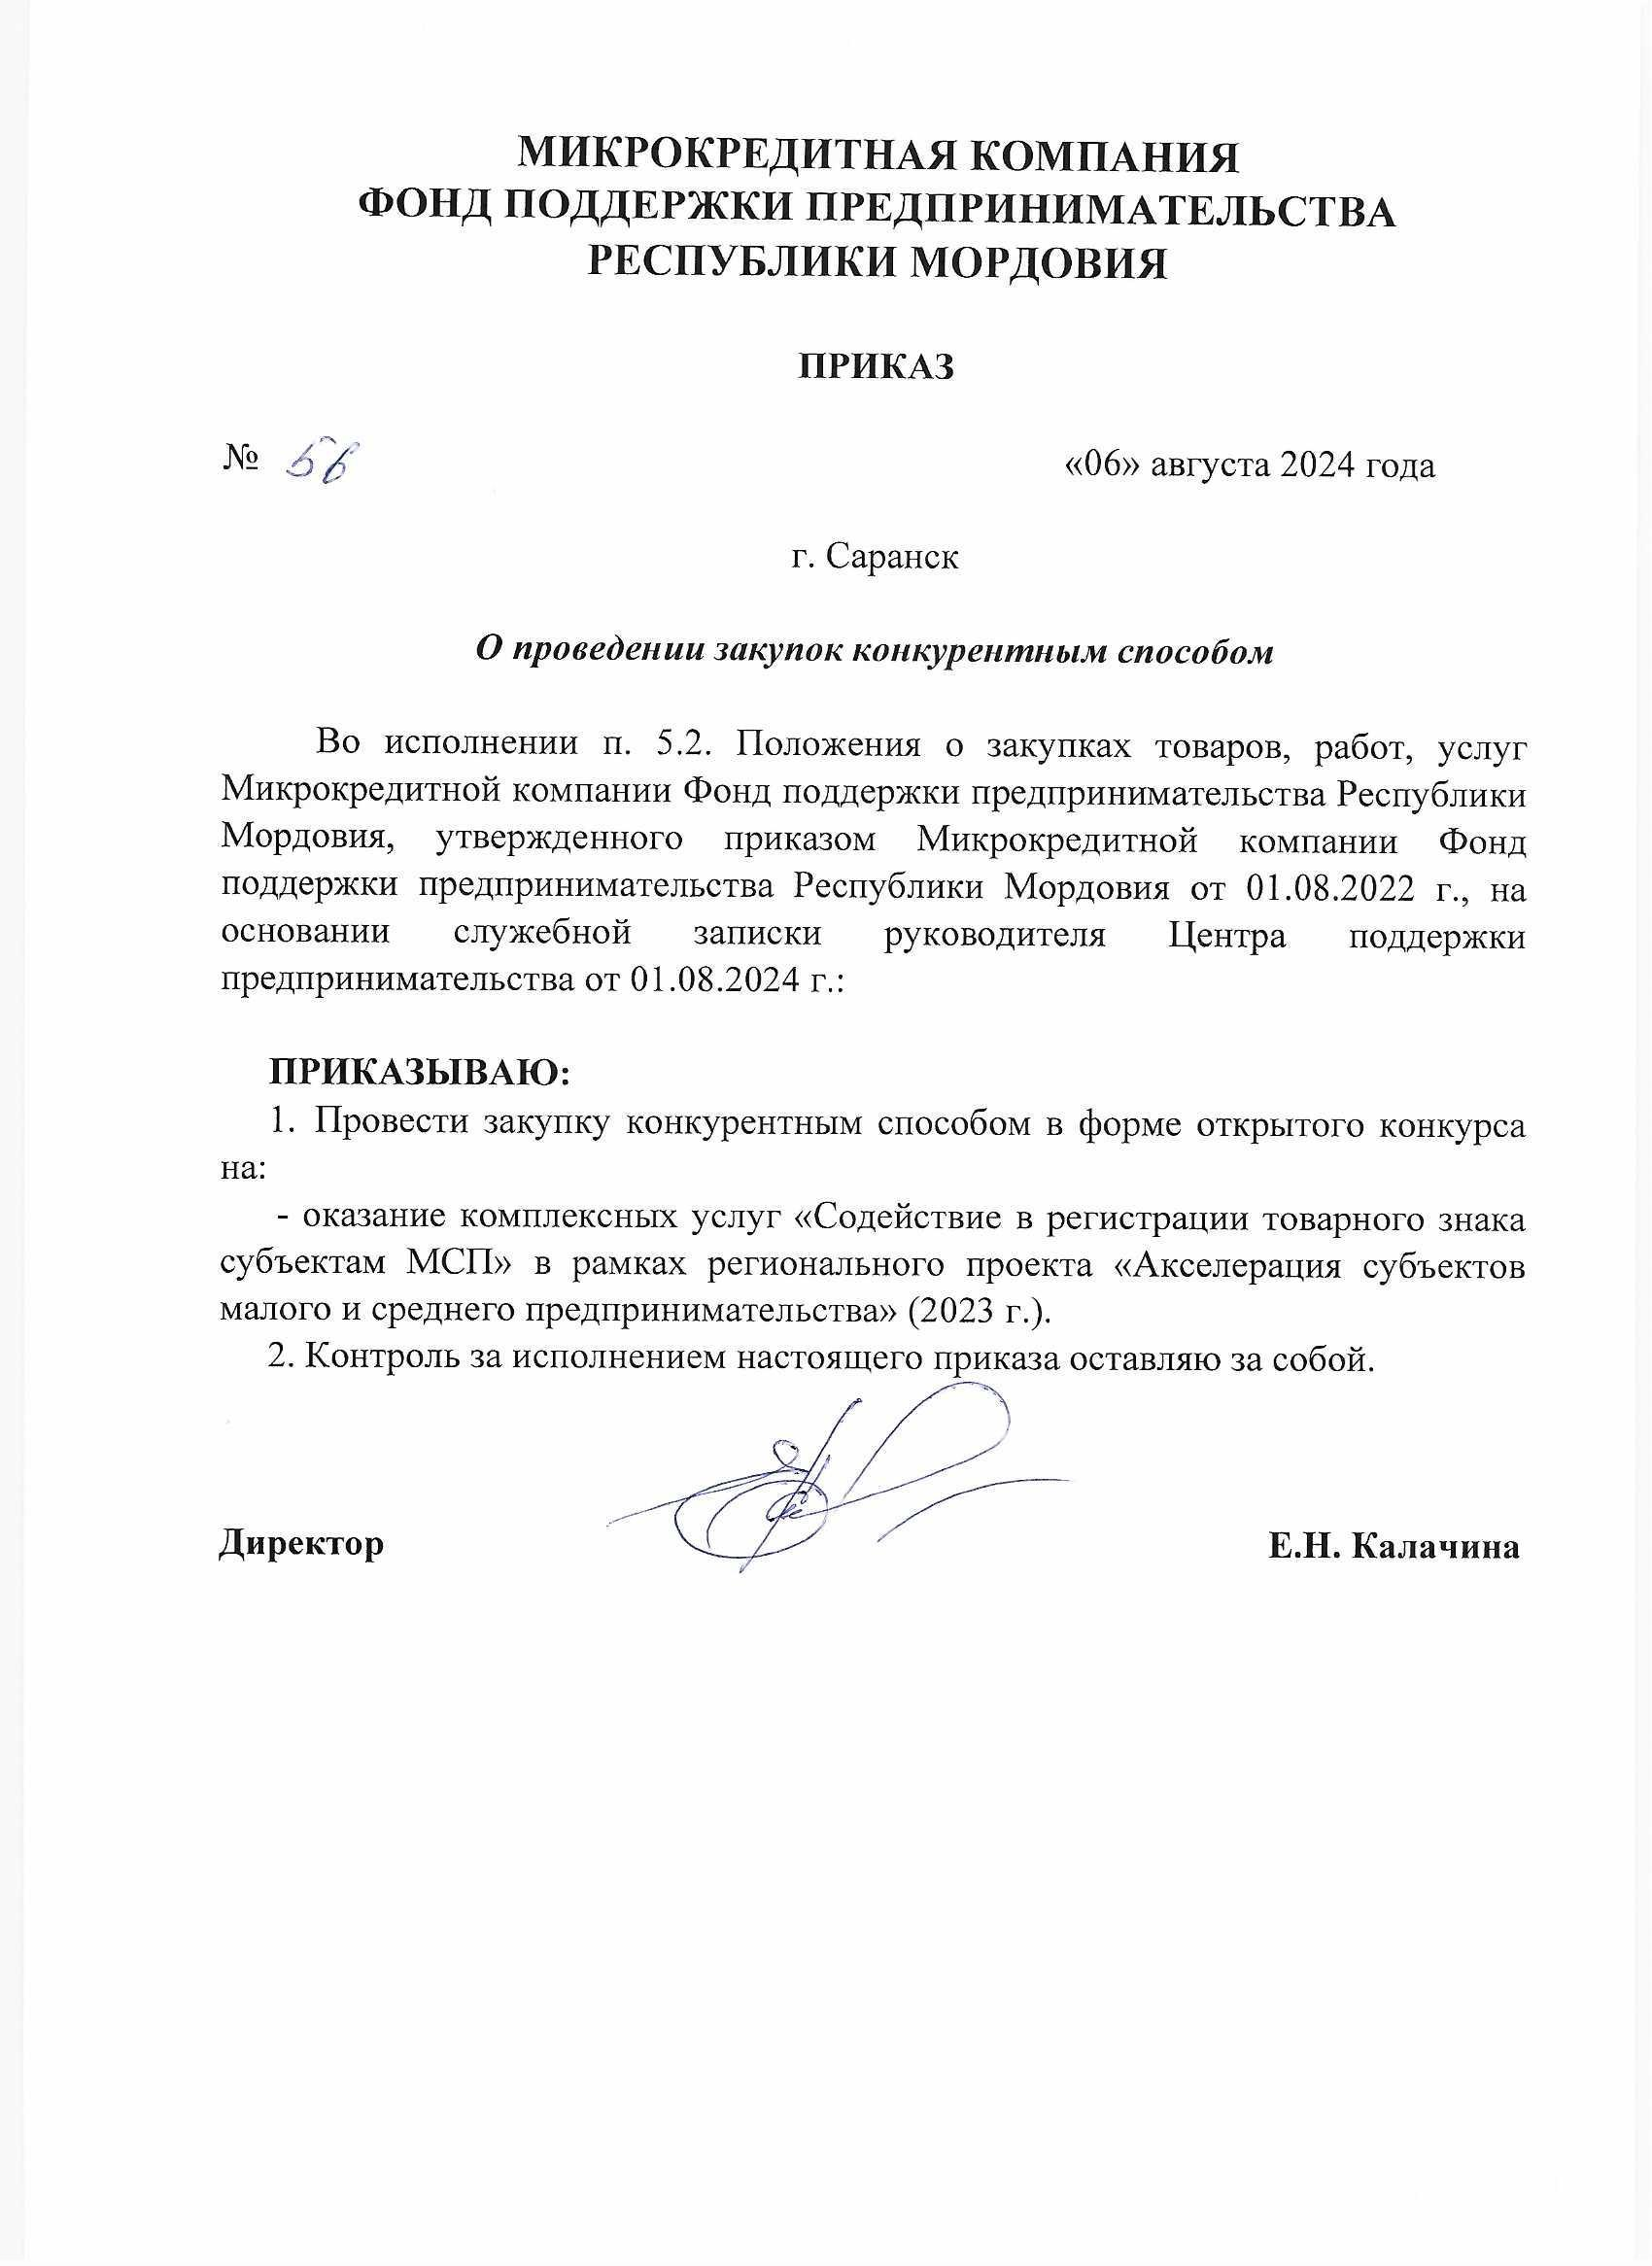 МИКРОКРЕДИТНАЯ КОМПАНИЯ
ФОНД ПОДДЕРЖКИ ПРЕДПРИНИМАТЕЛЬСТВА
РЕСПУБЛИКИ МОРДОВИЯ
ПРИКАЗ
№ 56 «06» августа 2024 года
г. Саранск
О проведении закупок конкурентным способом
Во исполнении п. 5.2. Положения о закупках товаров, работ, услуг
Микрокредитной компании Фонд поддержки предпринимательства Республики
Мордовия, утвержденного приказом Микрокредитной компании Фонд
поддержки предпринимательства Республики Мордовия от 01.08.2022 г., на
основании служебной записки руководителя Центра поддержки
предпринимательства от 01.08.2024 г.:
ПРИКАЗЫВАЮ:
1. Провести закупку конкурентным способом в форме открытого конкурса
на:
- оказание комплексных услуг «Содействие в регистрации товарного знака
субъектам МСП» в рамках регионального проекта «Акселерация субъектов
малого и среднего предпринимательства» (2023 г.).
2. Контроль за исполнением настоящего приказа оставляю за собой.
Директор Е.Н. Калачина